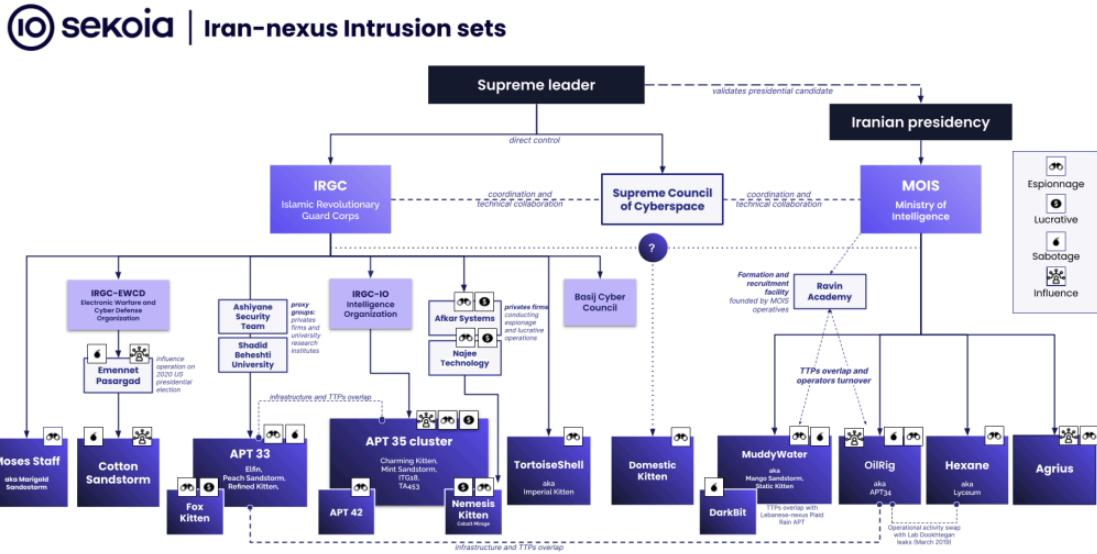 IO sekoia | Iran-nexus Intrusion sets
Supreme leader
validates presidential candidate
Iranian presidency
direct control
IRGC
Islamic Revolutionary
Guard Corps
coordination and
technical collaboration
Supreme Council
of Cyberspace
coordination and
technical collaboration
MOIS
Ministry of
Intelligence
Espionage
Lucrative
Sabotage
Influence
?
IRGC-EWCD
Electronic Warfare and
Cyber Defense
Organization
Emennet
Pasargad
influence
operation on
2020 US
presidential
election
Ashiyane
Security
Team
Shadid
Beheshti
University
proxy
groups:
privates
firms and
university
research
institutes
IRGC-IO
Intelligence
Organization
Afkar Systems
Najee
Technology
privates firms
conducting
espionage
and lucrative
operations
Basij Cyber
Council
Formation and
recruitment
facility
founded by MOIS
operatives
Ravin
Academy
TTPs overlap and
operators turnover
infrastructure and TTPs overlap
Moses Staff
aka Marigold
Sandostorm
Cotton
Sandstorm
APT 33
Elfin,
Peach Sandstorm,
Refined Kitten,
Fox
Kitten
APT 35 cluster
Charming Kitten,
Mint Sandstorm,
ITG18,
TA453
APT 42
Nemesis
Kitten
Cobalt Mirage
TortoiseShell
aka
Imperial Kitten
Domestic
Kitten
MuddyWater
aka
Mango Sandstorm,
Static Kitten
DarkBit
TTPs overlap with
Lebanese-nexus Plaid
Rain APT
OilRig
aka
APT34
Hexane
aka
Lyceum
Operational activity swap
with Lab Dookhtegan
leaks (March 2019)
Agrius
infrastructure and TTPs overlap